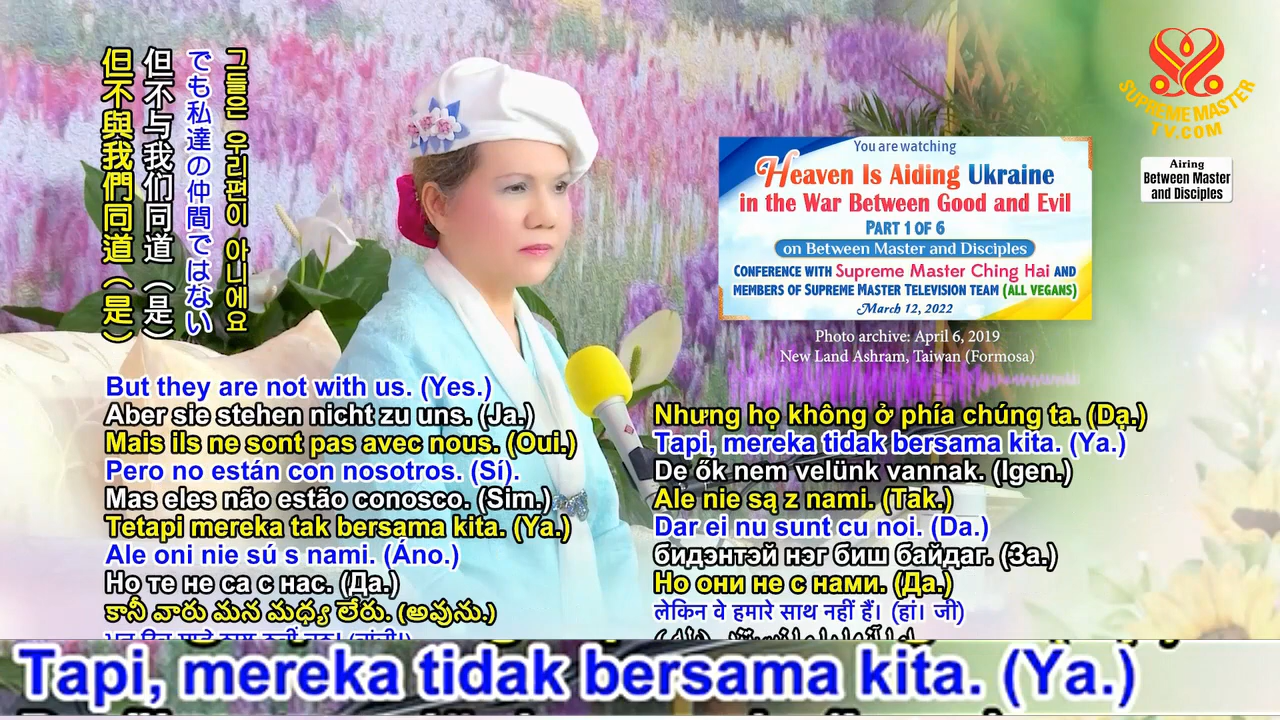 但不與我們同道（是）
但不与我们同道（是）
でも私達の仲間ではない
그들은 우리편이 아니에요
SUPREME MASTER
TV.COM
Airing
Between Master
and Disciples
You are watching
Heaven Is Aiding Ukraine
in the War Between Good and Evil
PART 1 OF 6
on Between Master and Disciples
CONFERENCE WITH Supreme Master Ching Hai AND
MEMBERS OF SUPREME MASTER TELEVISION TEAM (ALL VEGANS)
March 12, 2022
Photo archive: April 6, 2019
New Land Ashram, Taiwan (Formosa)
But they are not with us. (Yes.)
Aber sie stehen nicht zu uns. (Ja.)
Mais ils ne sont pas avec nous. (Oui.)
Pero no están con nosotros. (Sí).
Mas eles não estão conosco. (Sim.)
Tetapi mereka tak bersama kita. (Ya.)
Ale oni nie sú s nami. (Áno.)
Но те не са с нас. (Да.)
కానీ వారు మన మధ్య లేరు. (అవును.)
Nhưng họ không ở phía chúng ta. (Dạ.)
Tapi, mereka tidak bersama kita. (Ya.)
De ők nem velünk vannak. (Igen.)
Ale nie są z nami. (Tak.)
Dar ei nu sunt cu noi. (Da.)
бидэнтэй нэг биш байдаг. (За.)
Но они не с нами. (Да.)
लेकिन वे हमारे साथ नहीं हैं। (हां। जी)
Tapi, mereka tidak bersama kita. (Ya.)